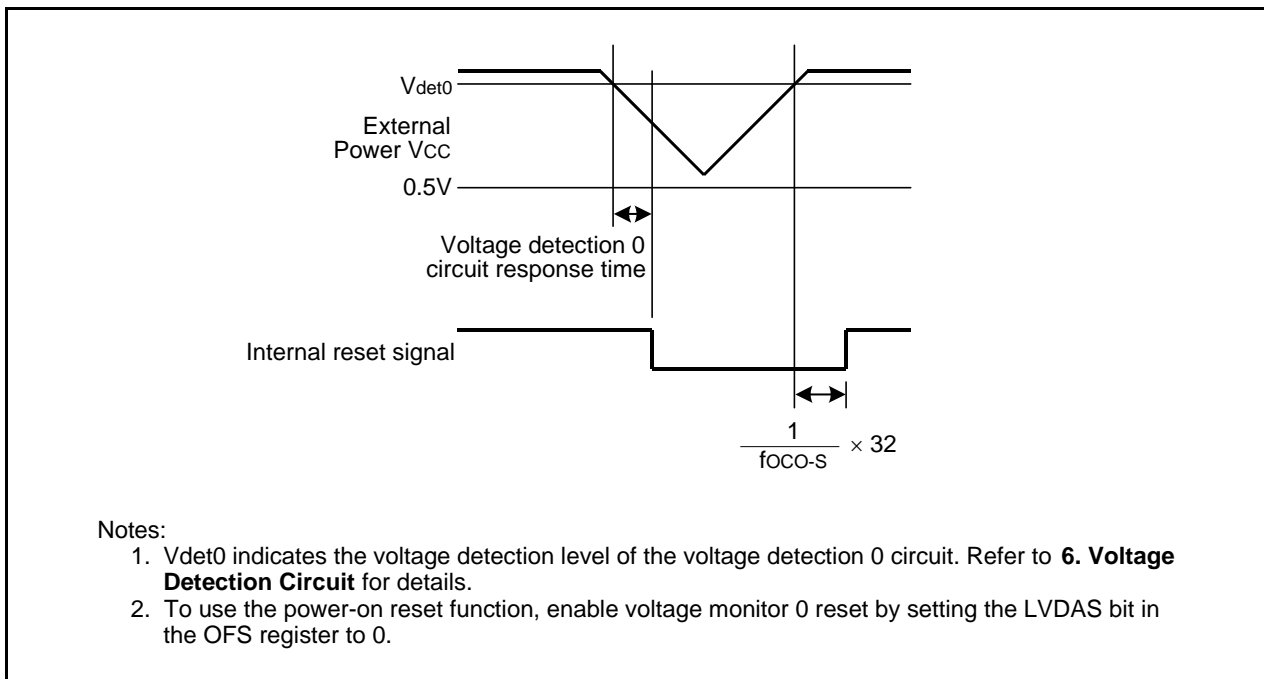 Vdet0
External
Power VCC
0.5V
Voltage detection 0
circuit response time
Internal reset signal
1
fOCO-S
× 32
Notes:
1. Vdet0 indicates the voltage detection level of the voltage detection 0 circuit. Refer to 6. Voltage
Detection Circuit for details.
2. To use the power-on reset function, enable voltage monitor 0 reset by setting the LVDAS bit in
the OFS register to 0.